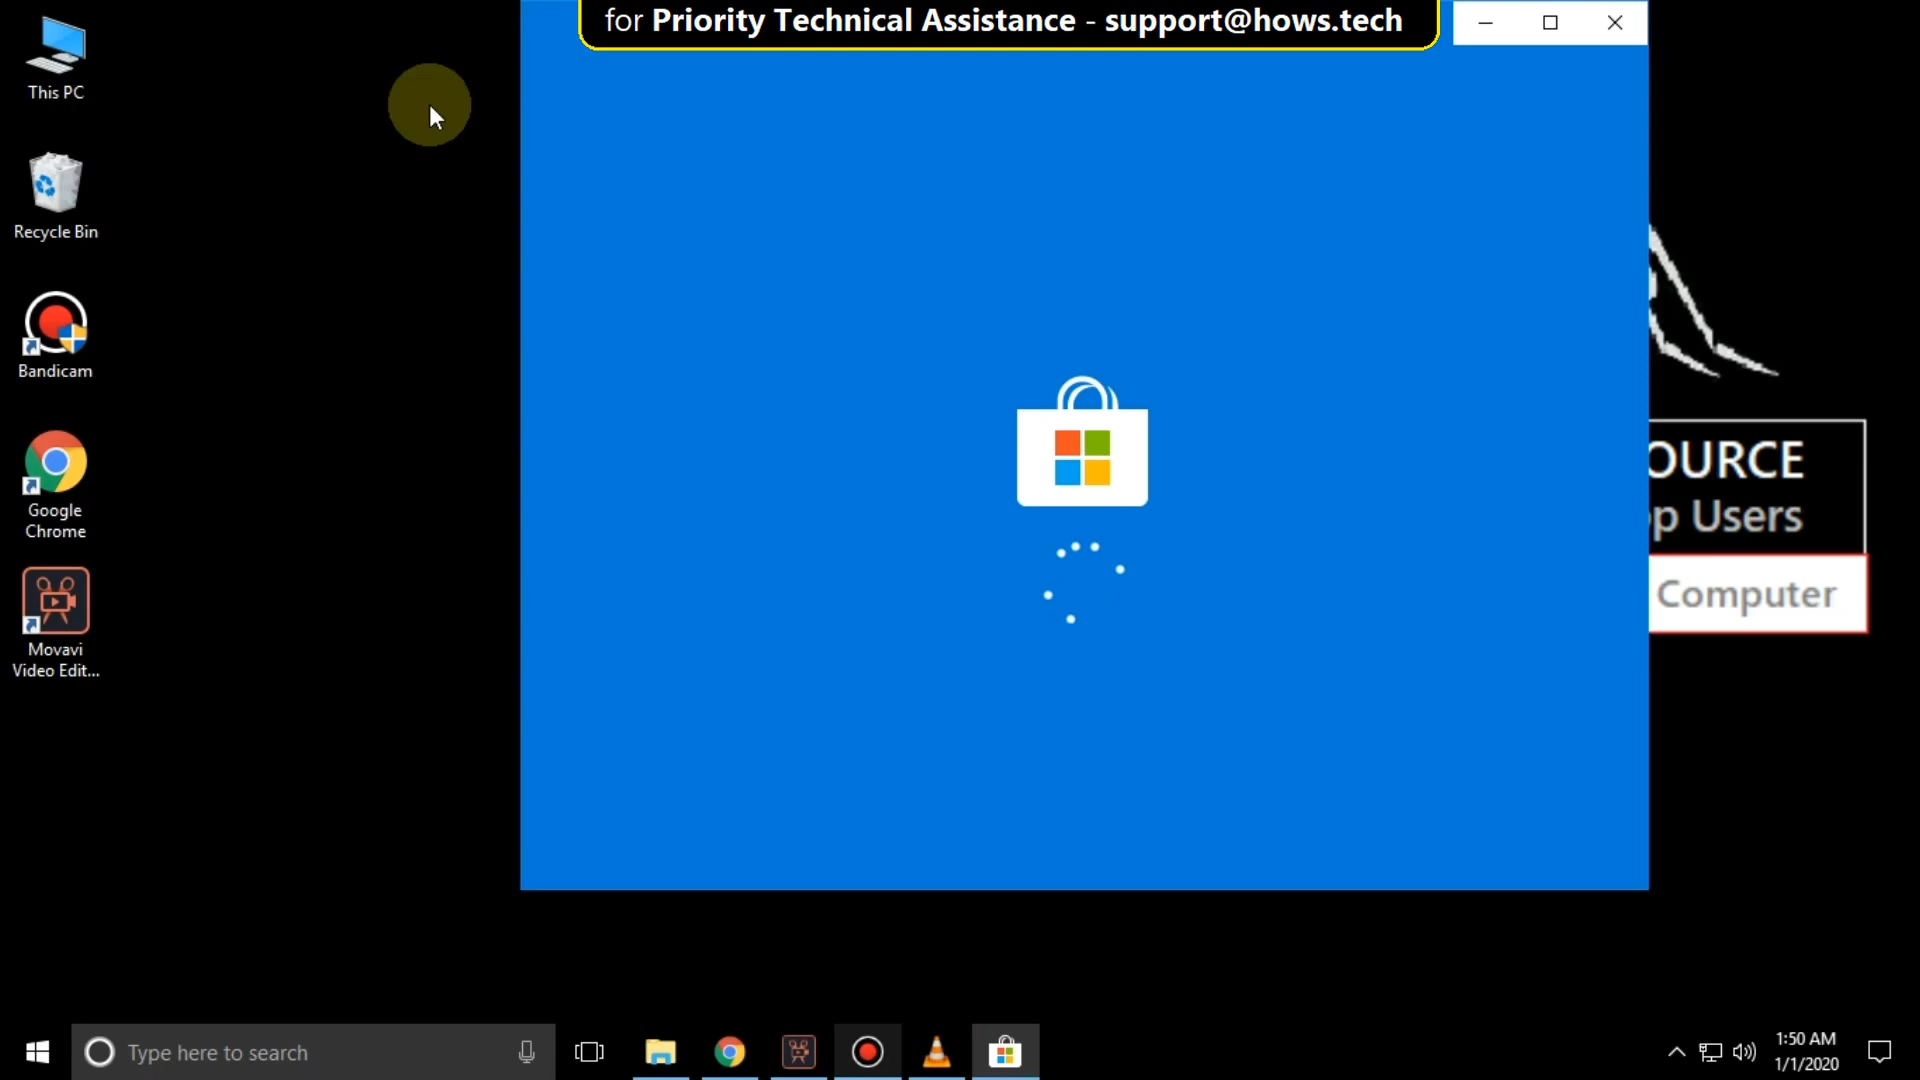 for Priority Technical Assistance - support@hows.tech
This PC
Recycle Bin
Bandicam
Google
Chrome
Movavi
Video Edit...
OURCE
p Users
Computer
Type here to search
1:50 AM
1/1/2020